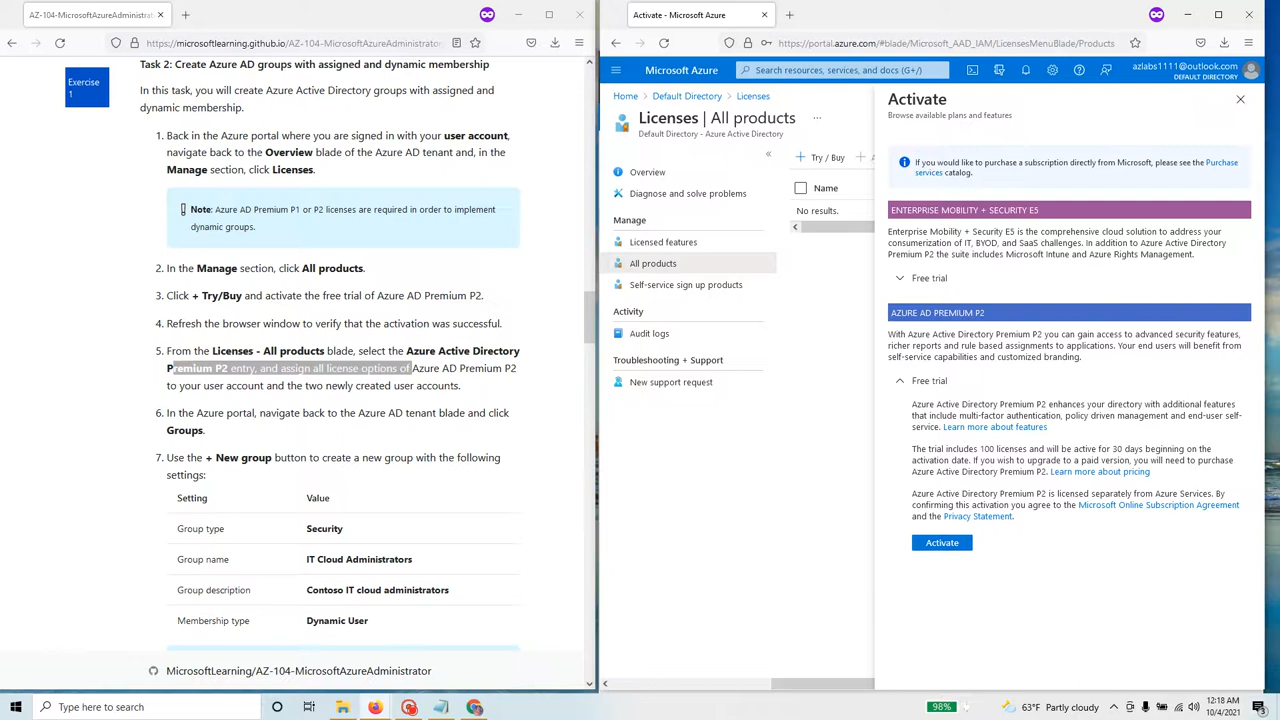 AZ-104-MicrosoftAzureAdministrat
https://microsoftlearning.github.io/AZ-104-MicrosoftAzureAdministrator
Exercise
1
Task 2: Create Azure AD groups with assigned and dynamic membership
In this task, you will create Azure Active Directory groups with assigned and
dynamic membership.
1. Back in the Azure portal where you are signed in with your user account,
navigate back to the Overview blade of the Azure AD tenant and, in the
Manage section, click Licenses.
Note: Azure AD Premium P1 or P2 licenses are required in order to implement
dynamic groups.
2. In the Manage section, click All products.
3. Click + Try/Buy and activate the free trial of Azure AD Premium P2.
4. Refresh the browser window to verify that the activation was successful.
5. From the Licenses - All products blade, select the Azure Active Directory
Premium P2 entry, and assign all license options of Azure AD Premium P2
to your user account and the two newly created user accounts.
6. In the Azure portal, navigate back to the Azure AD tenant blade and click
Groups.
7. Use the + New group button to create a new group with the following
settings:
Setting Value
Group type Security
Group name IT Cloud Administrators
Group description Contoso IT cloud administrators
Membership type Dynamic User
MicrosoftLearning/AZ-104-MicrosoftAzureAdministrator
Activate - Microsoft Azure
https://portal.azure.com/#blade/Microsoft_AAD_IAM/LicensesMenuBlade/Products
Microsoft Azure
Search resources, services, and docs (G+/)
azlabs1111@outlook.com
DEFAULT DIRECTORY
Home > Default Directory > Licenses
Licenses | All products ...
Default Directory - Azure Active Directory
Overview
Diagnose and solve problems
Manage
Licensed features
All products
Self-service sign up products
Activity
Audit logs
Troubleshooting + Support
New support request
+ Try / Buy
Name
No results.
Activate
Browse available plans and features
If you would like to purchase a subscription directly from Microsoft, please see the Purchase
services catalog.
ENTERPRISE MOBILITY + SECURITY E5
Enterprise Mobility + Security E5 is the comprehensive cloud solution to address your
consumerization of IT, BYOD, and SaaS challenges. In addition to Azure Active Directory
Premium P2 the suite includes Microsoft Intune and Azure Rights Management.
Free trial
AZURE AD PREMIUM P2
With Azure Active Directory Premium P2 you can gain access to advanced security features,
richer reports and rule based assignments to applications. Your end users will benefit from
self-service capabilities and customized branding.
Free trial
Azure Active Directory Premium P2 enhances your directory with additional features
that include multi-factor authentication, policy driven management and end-user self-
service. Learn more about features
The trial includes 100 licenses and will be active for 30 days beginning on the
activation date. If you wish to upgrade to a paid version, you will need to purchase
Azure Active Directory Premium P2. Learn more about pricing
Azure Active Directory Premium P2 is licensed separately from Azure Services. By
confirming this activation you agree to the Microsoft Online Subscription Agreement
and the Privacy Statement.
Activate
Type here to search
98%
63°F Partly cloudy
12:18 AM
10/4/2021
3